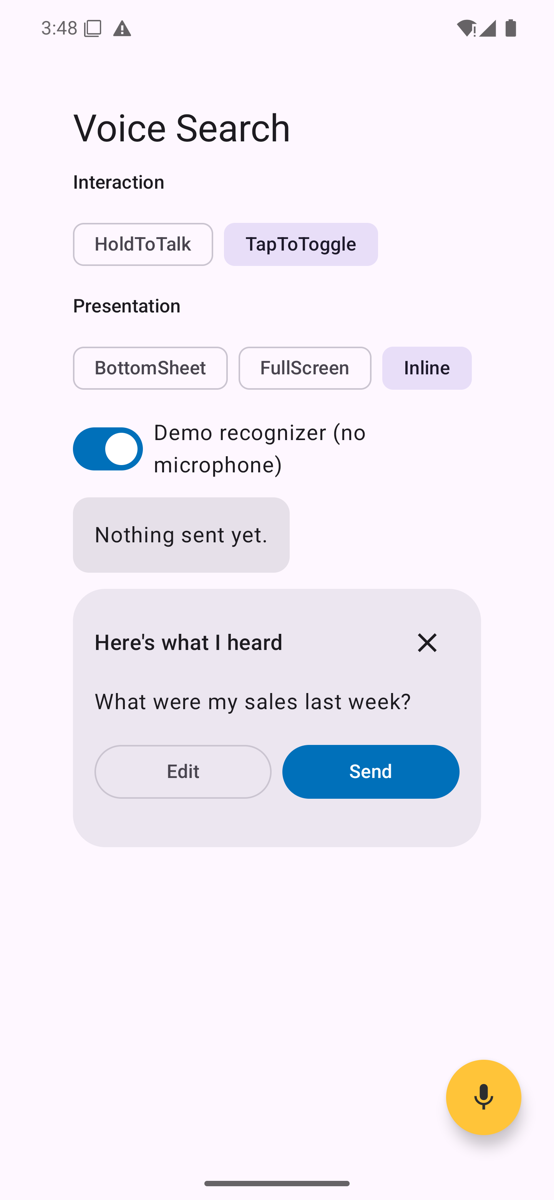 3:48
Voice Search
Interaction
HoldToTalk TapToToggle
Presentation
BottomSheet FullScreen Inline
Demo recognizer (no
microphone)
Nothing sent yet.
Here's what I heard
What were my sales last week?
Edit Send